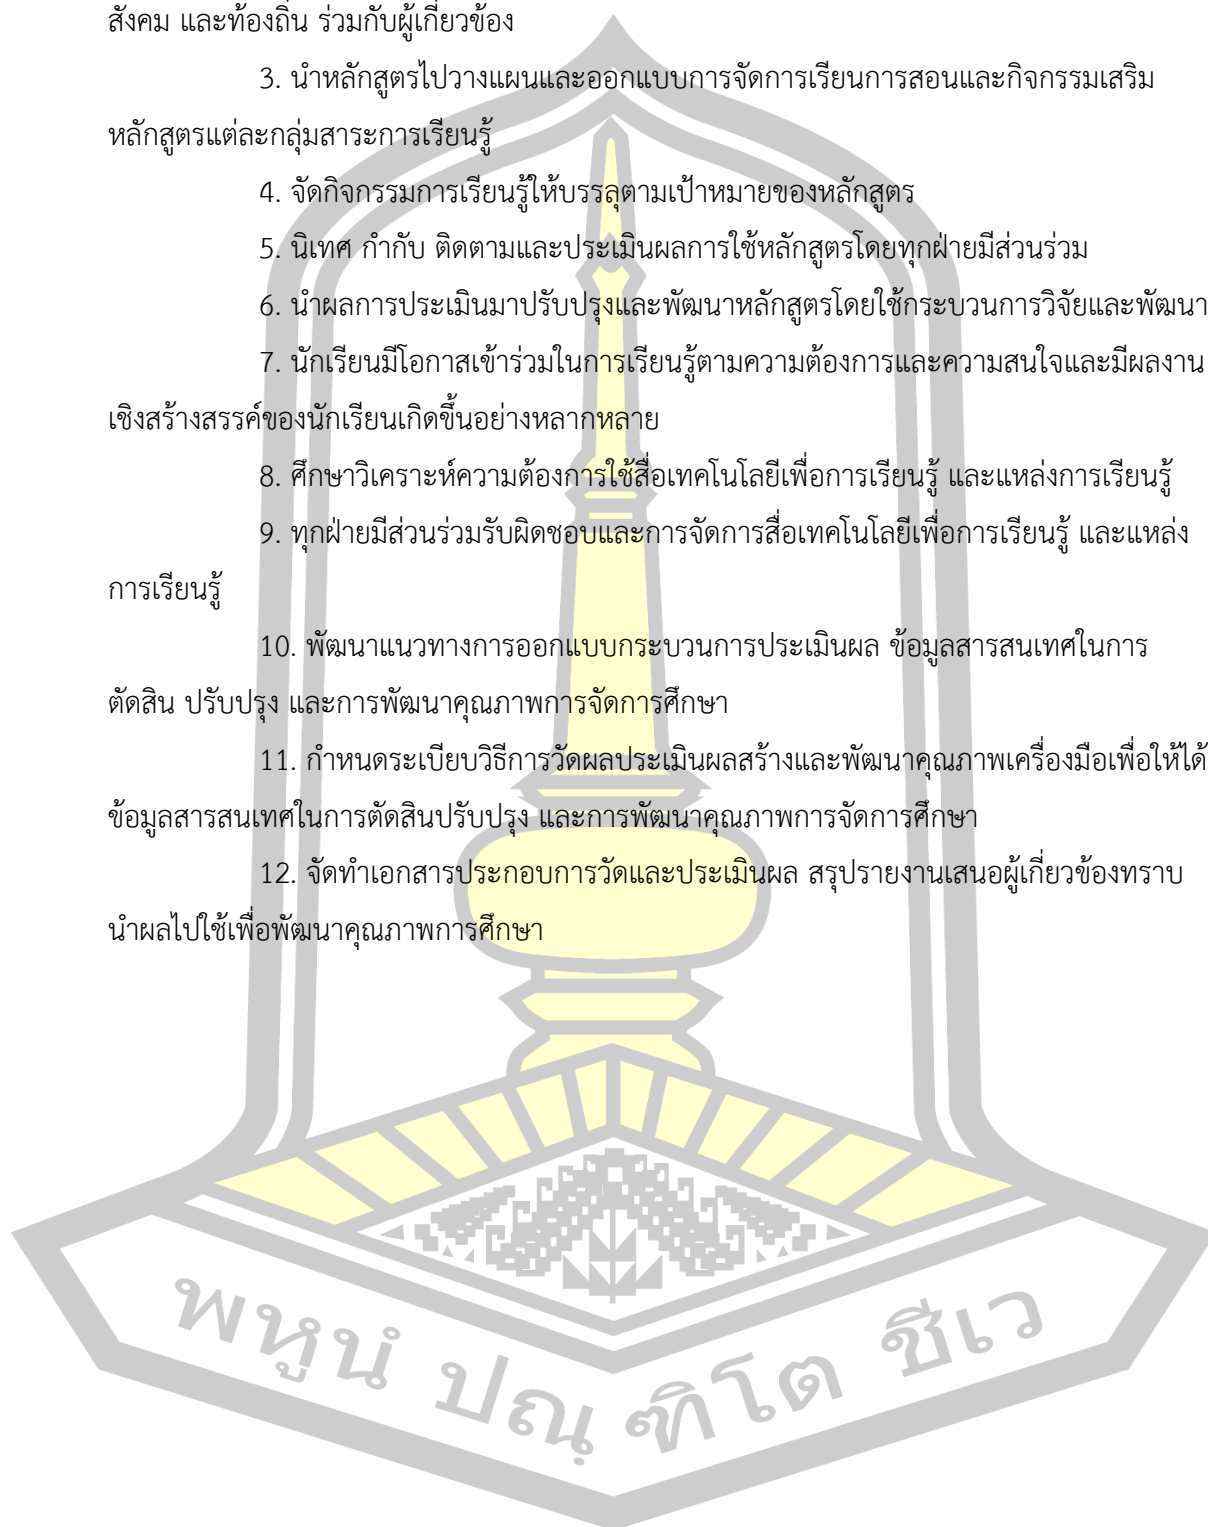 สังคม และท้องถิ่น ร่วมกับผู้เกี่ยวข้อง
3. นำหลักสูตรไปวางแผนและออกแบบการจัดการเรียนการสอนและกิจกรรมเสริม
หลักสูตรแต่ละกลุ่มสาระการเรียนรู้
4. จัดกิจกรรมการเรียนรู้ให้บรรลุตามเป้าหมายของหลักสูตร
5. นิเทศ กำกับ ติดตามและประเมินผลการใช้หลักสูตรโดยทุกฝ่ายมีส่วนร่วม
6. นำผลการประเมินมาปรับปรุงและพัฒนาหลักสูตรโดยใช้กระบวนการวิจัยและพัฒนา
7. นักเรียนมีโอกาสเข้าร่วมในการเรียนรู้ตามความต้องการและความสนใจและมีผลงาน
เชิงสร้างสรรค์ของนักเรียนเกิดขึ้นอย่างหลากหลาย
8. ศึกษาวิเคราะห์ความต้องการใช้สื่อเทคโนโลยีเพื่อการเรียนรู้ และแหล่งการเรียนรู้
9. ทุกฝ่ายมีส่วนร่วมรับผิดชอบและการจัดการสื่อเทคโนโลยีเพื่อการเรียนรู้ และแหล่ง
การเรียนรู้
10. พัฒนาแนวทางการออกแบบกระบวนการประเมินผล ข้อมูลสารสนเทศในการ
ตัดสิน ปรับปรุง และการพัฒนาคุณภาพการจัดการศึกษา
11. กำหนดระเบียบวิธีการวัดผลประเมินผลสร้างและพัฒนาคุณภาพเครื่องมือเพื่อให้ได้
ข้อมูลสารสนเทศในการตัดสินปรับปรุง และการพัฒนาคุณภาพการจัดการศึกษา
12. จัดทำเอกสารประกอบการวัดและประเมินผล สรุปรายงานเสนอผู้เกี่ยวข้องทราบ
นำผลไปใช้เพื่อพัฒนาคุณภาพการศึกษา
พหูนํ ปณฺฑิโต ชีเว